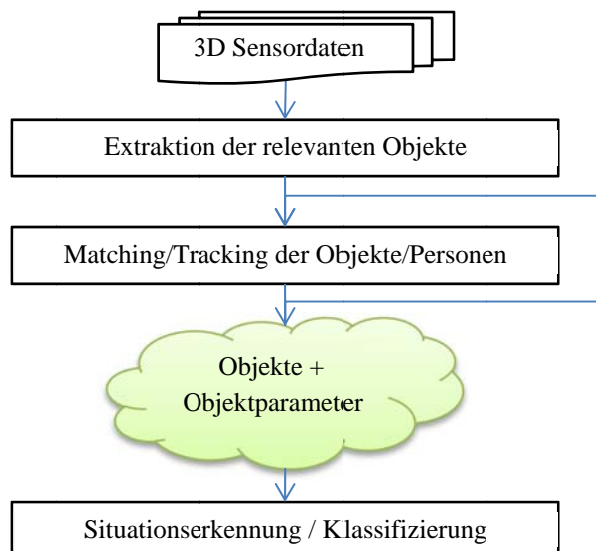 3D Sensordaten
Extraktion der relevanten Objekte
Matching/Tracking der Objekte/Personen
Objekte +
Objektparameter
Situationserkennung / Klassifizierung